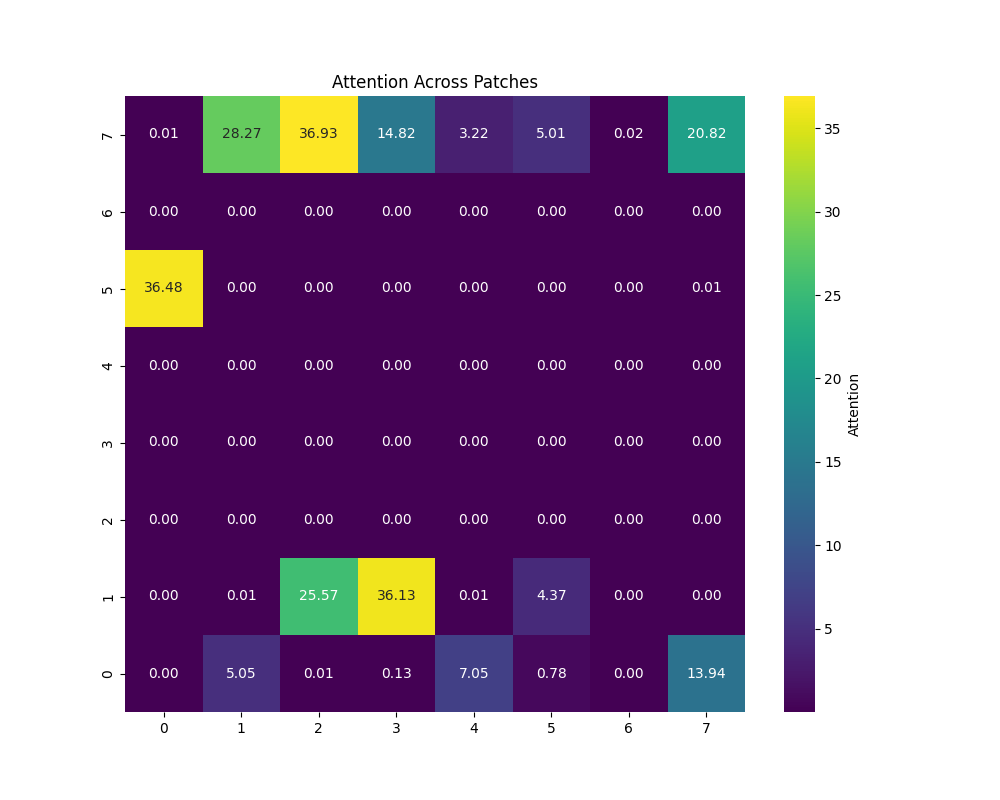 Attention Across Patches
7 0.01 28.27 36.93 14.82 3.22 5.01 0.02 20.82
6 0.00 0.00 0.00 0.00 0.00 0.00 0.00 0.00
5 36.48 0.00 0.00 0.00 0.00 0.00 0.00 0.01
4 0.00 0.00 0.00 0.00 0.00 0.00 0.00 0.00
3 0.00 0.00 0.00 0.00 0.00 0.00 0.00 0.00
2 0.00 0.00 0.00 0.00 0.00 0.00 0.00 0.00
1 0.00 0.01 25.57 36.13 0.01 4.37 0.00 0.00
0 0.00 5.05 0.01 0.13 7.05 0.78 0.00 13.94
0 1 2 3 4 5 6 7
35
30
25
20
15
10
5
Attention